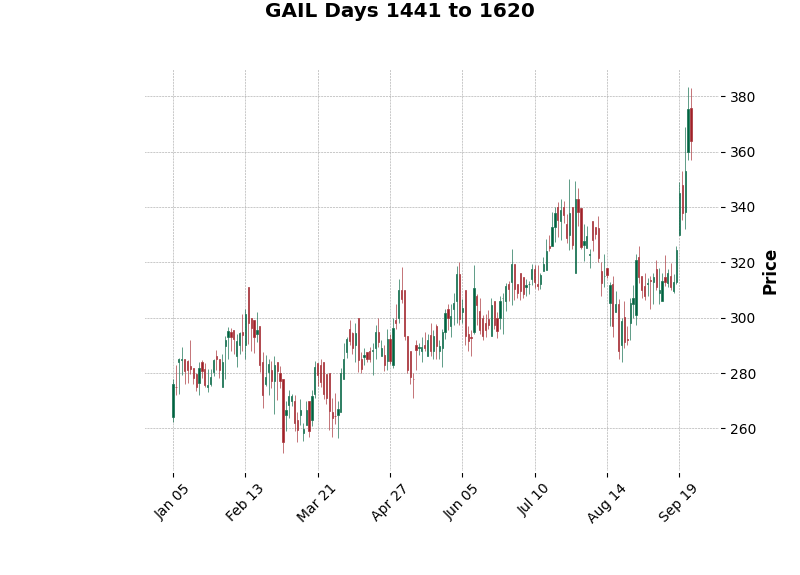 GAIL Days 1441 to 1620
380
360
340
320
300
280
260
Price
Jan 05
Feb 13
Mar 21
Apr 27
Jun 05
Jul 10
Aug 14
Sep 19